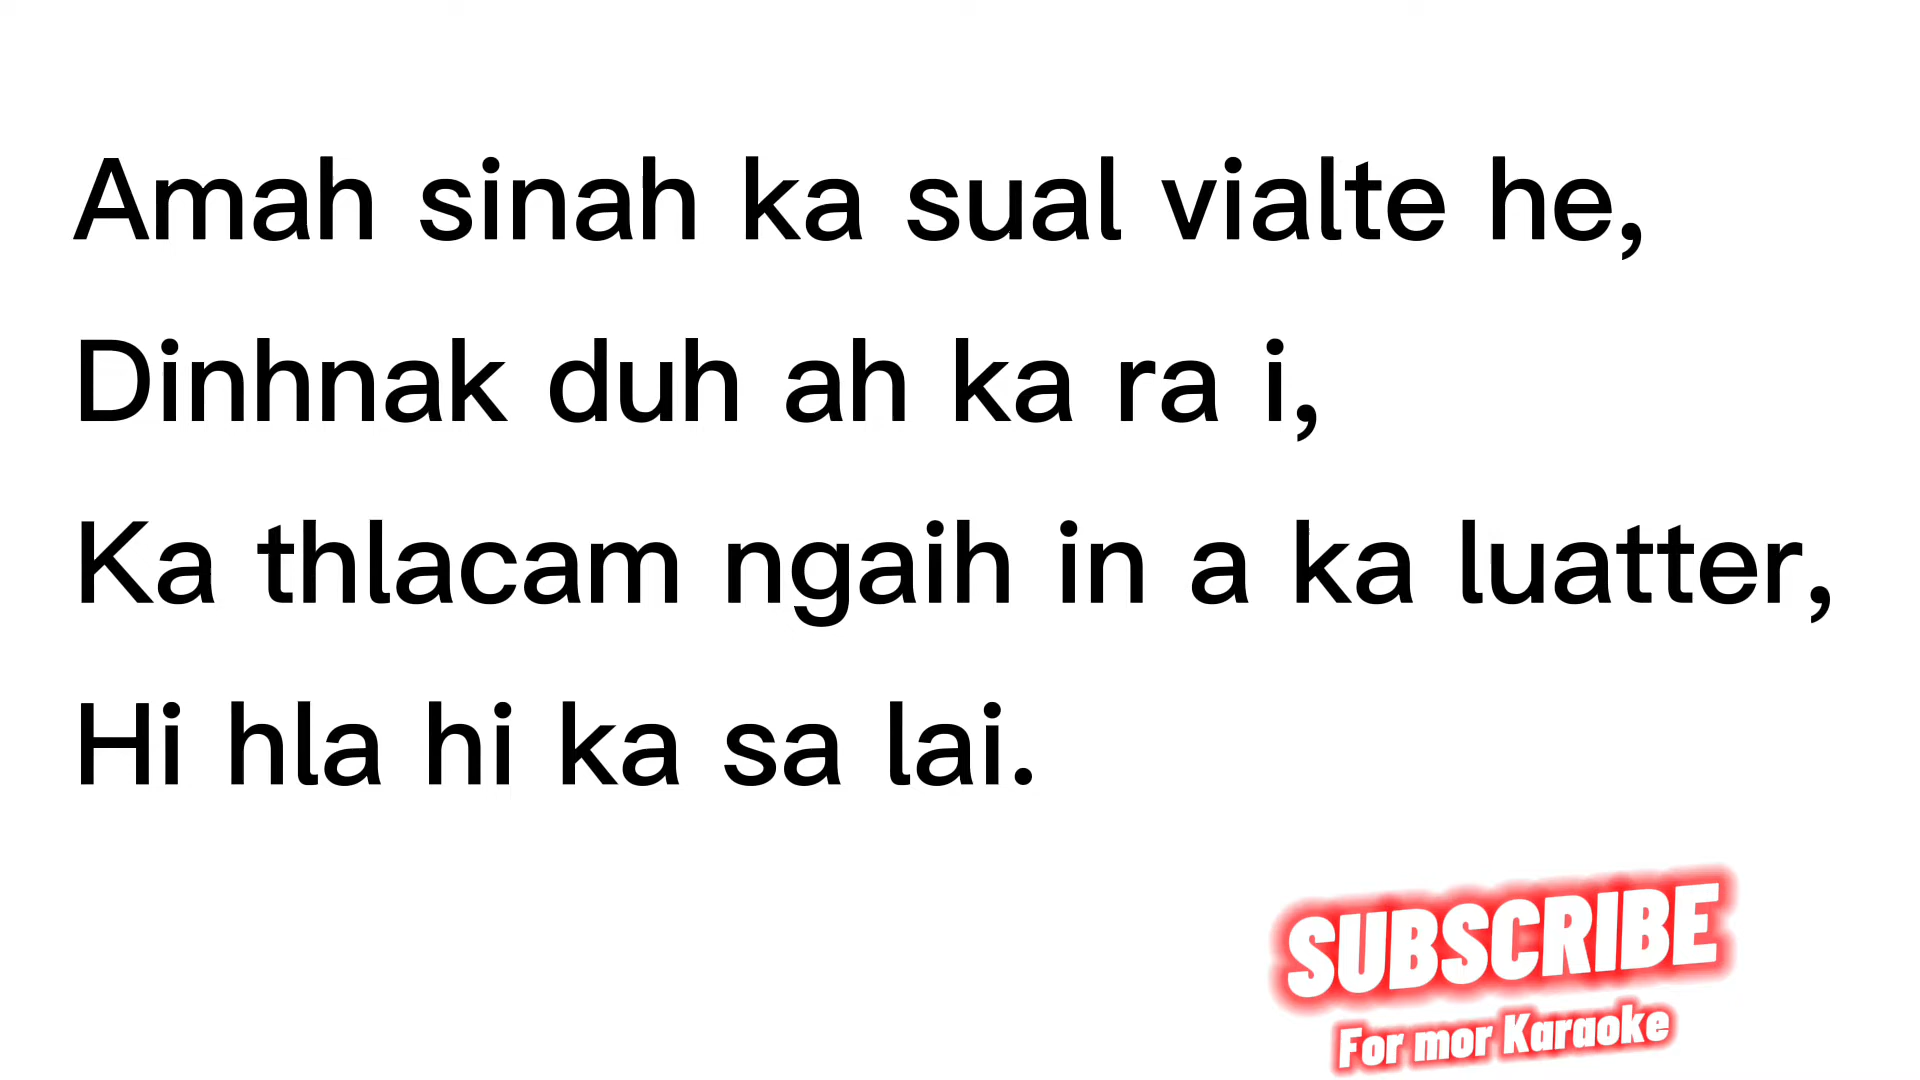 Amah sinah ka sual vialte he,
Dinhnak duh ah ka ra i,
Ka thlacam ngaih in a ka luatter,
Hi hla hi ka sa lai.
SUBSCRIBE
For mor Karaoke